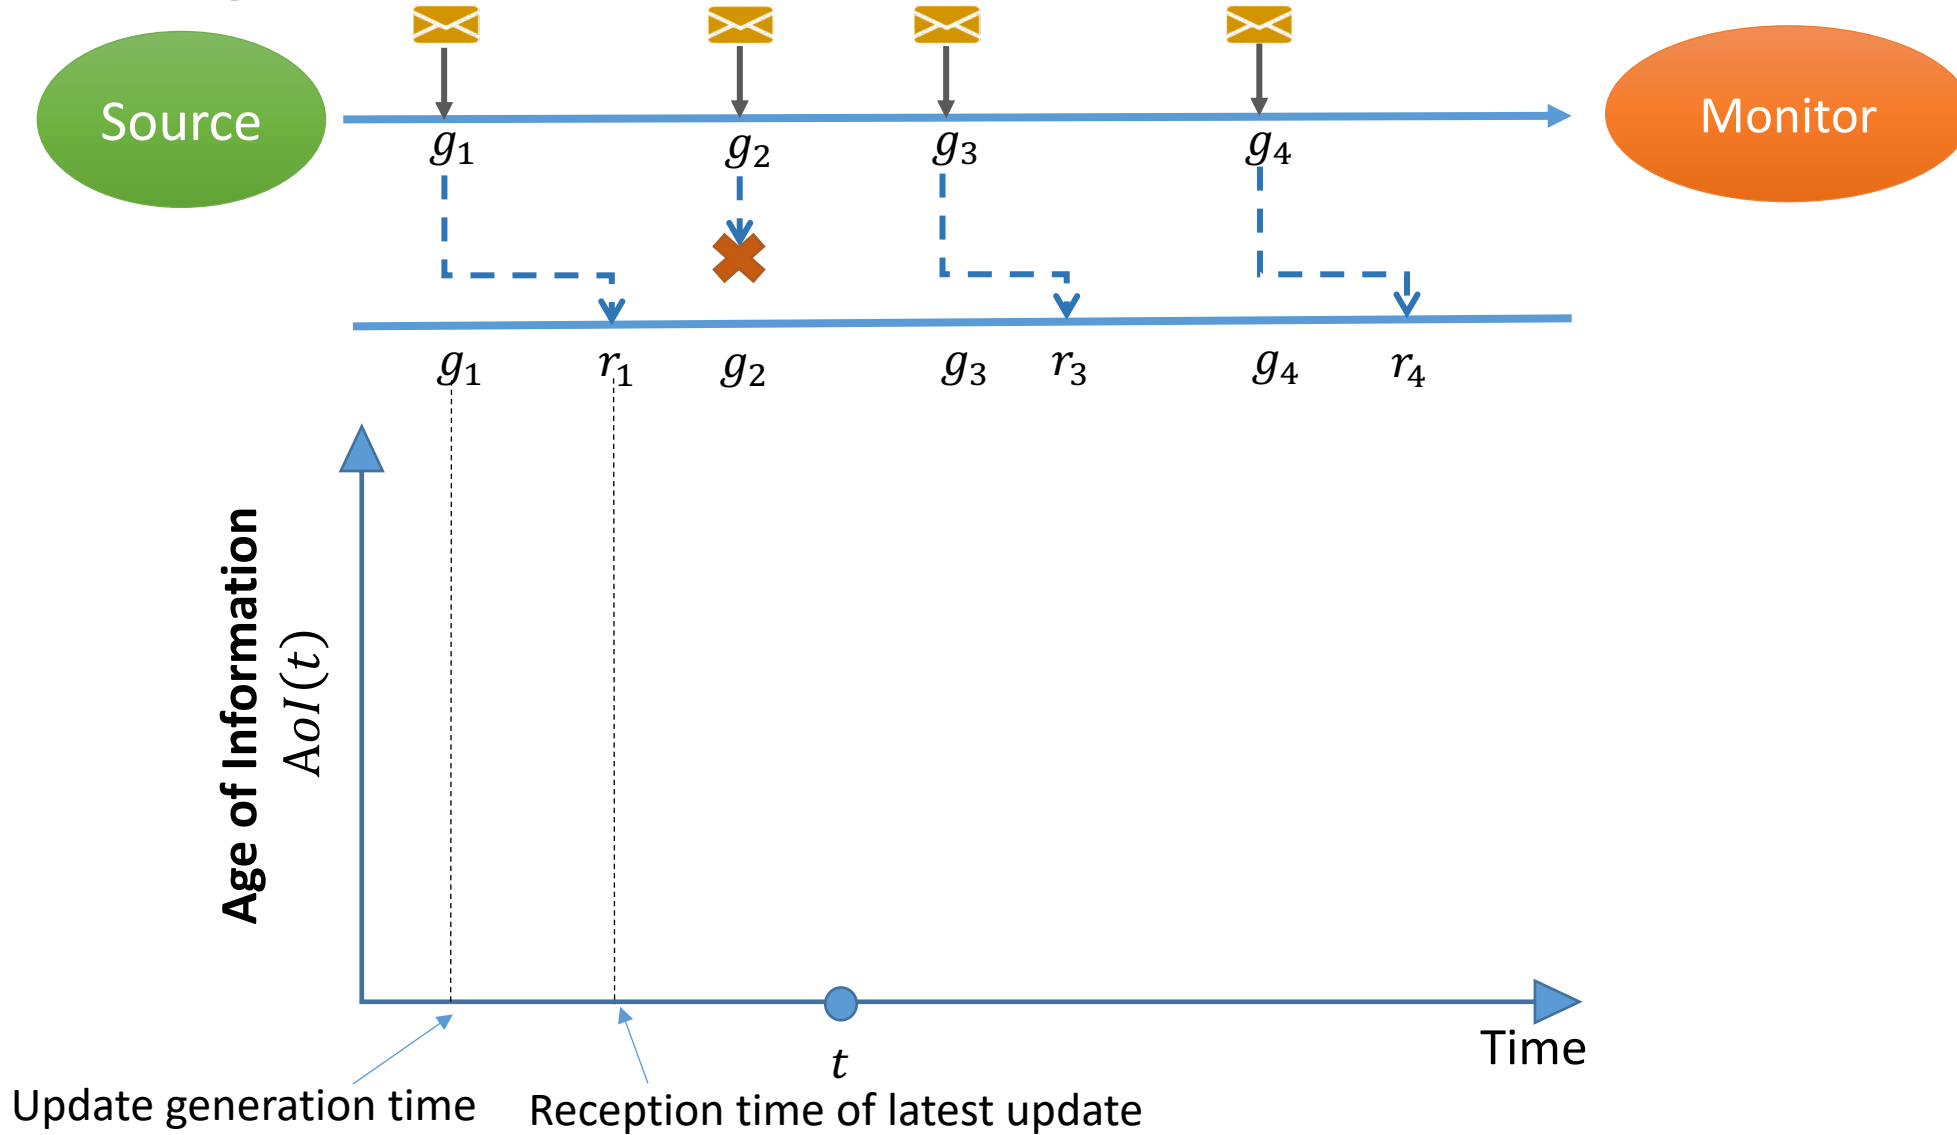 Source
Monitor
g₁ g₂ g₃ g₄
g₁ r₁ g₂ g₃ r₃ g₄ r₄
Age of Information
AoI(t)
t
Time
Update generation time
Reception time of latest update